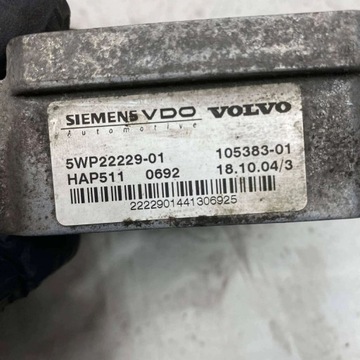 SIEMENS VDO VOLVO
Automotive
5WP22229-01 105383-01
HAP511 0692 18.10.04/3
2222901441306925